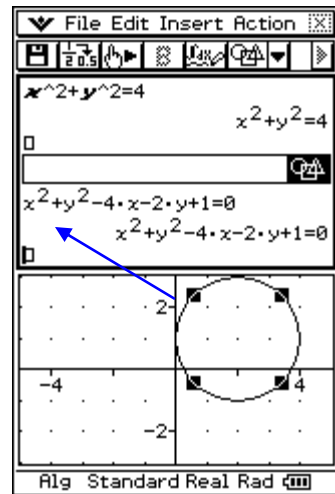 File Edit Insert Action
x^2+y^2=4
x²+y²=4
x²+y²-4·x-2·y+1=0
x²+y²-4·x-2·y+1=0
2
-4 4
-2
Alg Standard Real Rad